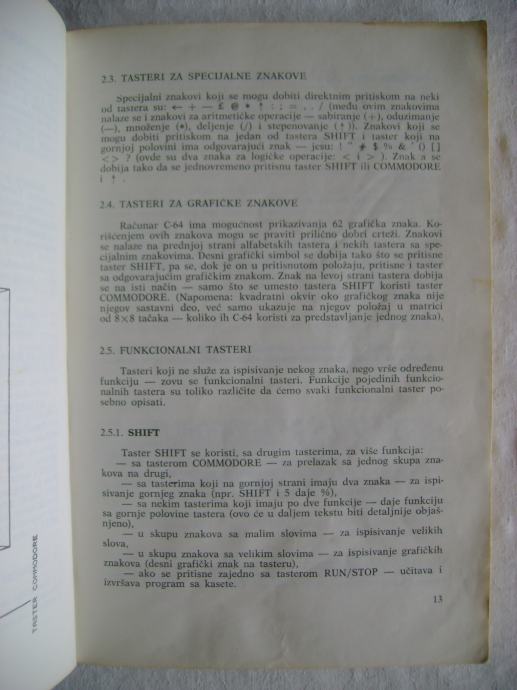 2.3. TASTERI ZA SPECIJALNE ZNAKOVE
Specijalni znakovi koji se mogu dobiti direktnim pritiskom na neki
od tastera su: ← + — £ @ * ↑ : ; = , . / (među ovim znakovima
nalaze se i znakovi za aritmetičke operacije — sabiranje (+), oduzimanje
(—), množenje (*), deljenje (/) i stepenovanje (↑)). Znakovi koji se
mogu dobiti pritiskom na jedan od tastera SHIFT i taster koji na
gornjoj polovini ima odgovarajući znak — jesu: ! " # $ % & ' () []
< > ? (ovde su dva znaka za logičke operacije: < i > ). Znak π se
dobija tako da se jednovremeno pritisnu taster SHIFT ili COMMODORE
i ↑ .
2.4. TASTERI ZA GRAFIČKE ZNAKOVE
Računar C-64 ima mogućnost prikazivanja 62 grafička znaka. Ko-
rišćenjem ovih znakova mogu se praviti prilično dobri crteži. Znakovi
se nalaze na prednjoj strani alfabetskih tastera i nekih tastera sa spe-
cijalnim znakovima. Desni grafički simbol se dobija tako što se pritisne
taster SHIFT, pa se, dok je on u pritisnutom položaju, pritisne i taster
sa odgovarajućim grafičkim znakom. Znak na levoj strani tastera dobija
se na isti način — samo što se umesto tastera SHIFT koristi taster
COMMODORE. (Napomena: kvadratni okvir oko grafičkog znaka nije
njegov sastavni deo, već samo ukazuje na njegov položaj u matrici
od 8×8 tačaka — koliko ih C-64 koristi za predstavljanje jednog znaka).
2.5. FUNKCIONALNI TASTERI
Tasteri koji ne služe za ispisivanje nekog znaka, nego vrše određenu
funkciju — zovu se funkcionalni tasteri. Funkcije pojedinih funkcio-
nalnih tastera su toliko različite da ćemo svaki funkcionalni taster po-
sebno opisati.
2.5.1. SHIFT
Taster SHIFT se koristi, sa drugim tasterima, za više funkcija:
— sa tasterom COMMODORE — za prelazak sa jednog skupa zna-
kova na drugi,
— sa tasterima koji na gornjoj strani imaju dva znaka — za ispi-
sivanje gornjeg znaka (npr. SHIFT i 5 daje %),
— sa nekim tasterima koji imaju po dve funkcije — daje funkciju
sa gornje polovine tastera (ovo će u daljem tekstu biti detaljnije objaš-
njeno),
— u skupu znakova sa malim slovima — za ispisivanje velikih
slova,
— u skupu znakova sa velikim slovima — za ispisivanje grafičkih
znakova (desni grafički znak na tasteru),
— ako se pritisne zajedno sa tasterom RUN/STOP — učitava i
izvršava program sa kasete.
13
TASTER COMMODORE